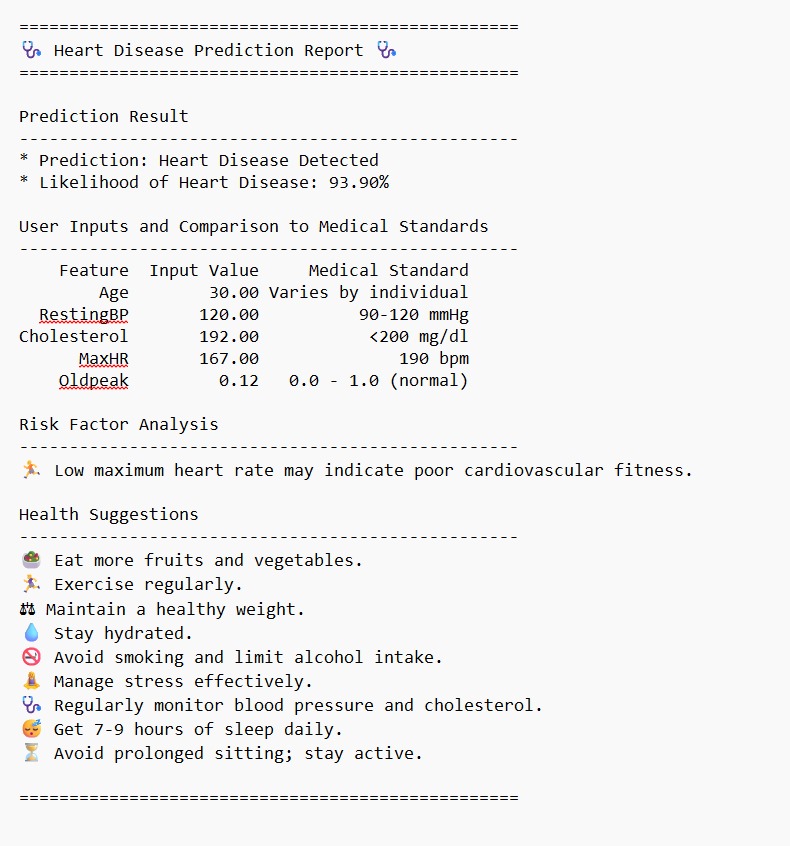 ==================================================
🩺 Heart Disease Prediction Report 🩺
==================================================
Prediction Result
--------------------------------------------------
* Prediction: Heart Disease Detected
* Likelihood of Heart Disease: 93.90%
User Inputs and Comparison to Medical Standards
--------------------------------------------------
Feature Input Value Medical Standard
Age 30.00 Varies by individual
RestingBP 120.00 90-120 mmHg
Cholesterol 192.00 <200 mg/dl
MaxHR 167.00 190 bpm
Oldpeak 0.12 0.0 - 1.0 (normal)
Risk Factor Analysis
--------------------------------------------------
🏃 Low maximum heart rate may indicate poor cardiovascular fitness.
Health Suggestions
--------------------------------------------------
🥗 Eat more fruits and vegetables.
🏃‍♀️ Exercise regularly.
⚖ Maintain a healthy weight.
💧 Stay hydrated.
🚭 Avoid smoking and limit alcohol intake.
🧘‍♀️ Manage stress effectively.
🩺 Regularly monitor blood pressure and cholesterol.
😴 Get 7-9 hours of sleep daily.
⏳ Avoid prolonged sitting; stay active.
==================================================